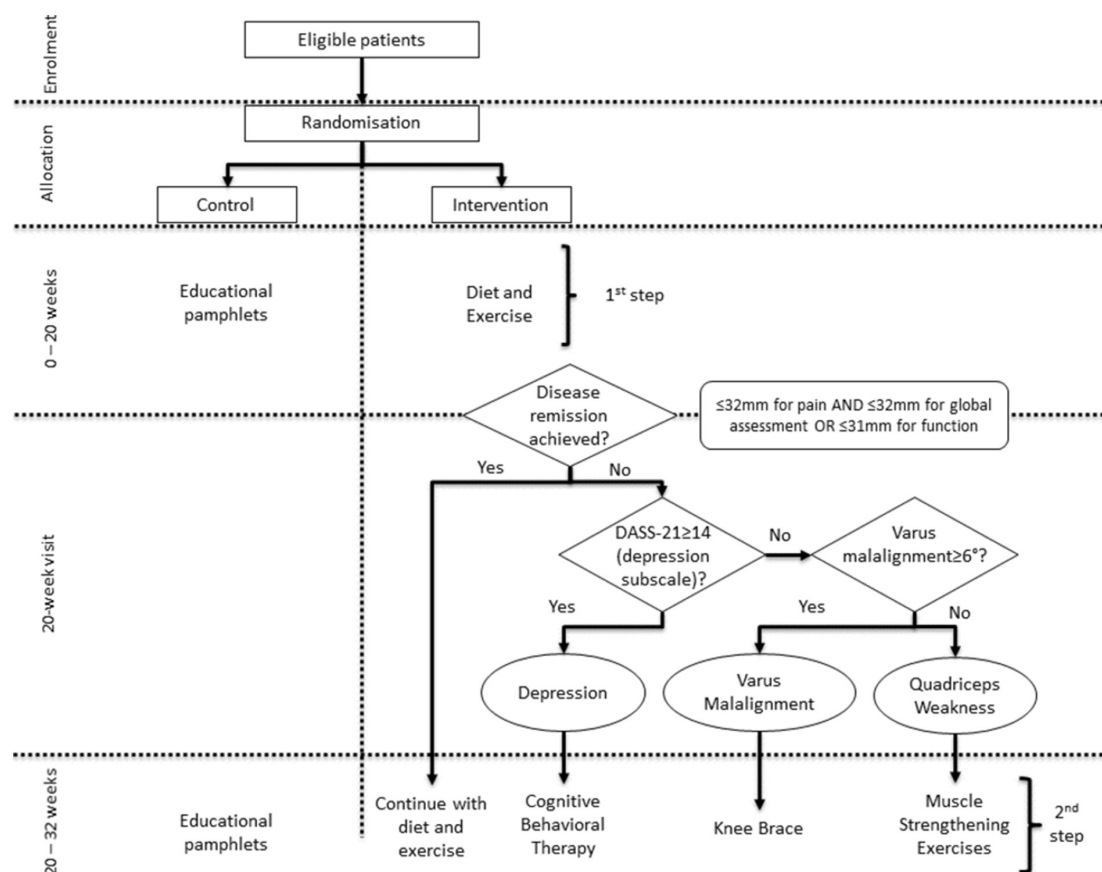 Enrolment
Eligible patients
Allocation
Randomisation
Control
Intervention
0 – 20 weeks
Educational
pamphlets
Diet and
Exercise
1st step
Disease
remission
achieved?
≤32mm for pain AND ≤32mm for global
assessment OR ≤31mm for function
20-week visit
Yes
No
DASS-21≥14
(depression
subscale)?
No
Varus
malalignment≥6°?
Yes
Yes
No
Depression
Varus
Malalignment
Quadriceps
Weakness
20 – 32 weeks
Educational
pamphlets
Continue with
diet and
exercise
Cognitive
Behavioral
Therapy
Knee Brace
Muscle
Strengthening
Exercises
2nd
step